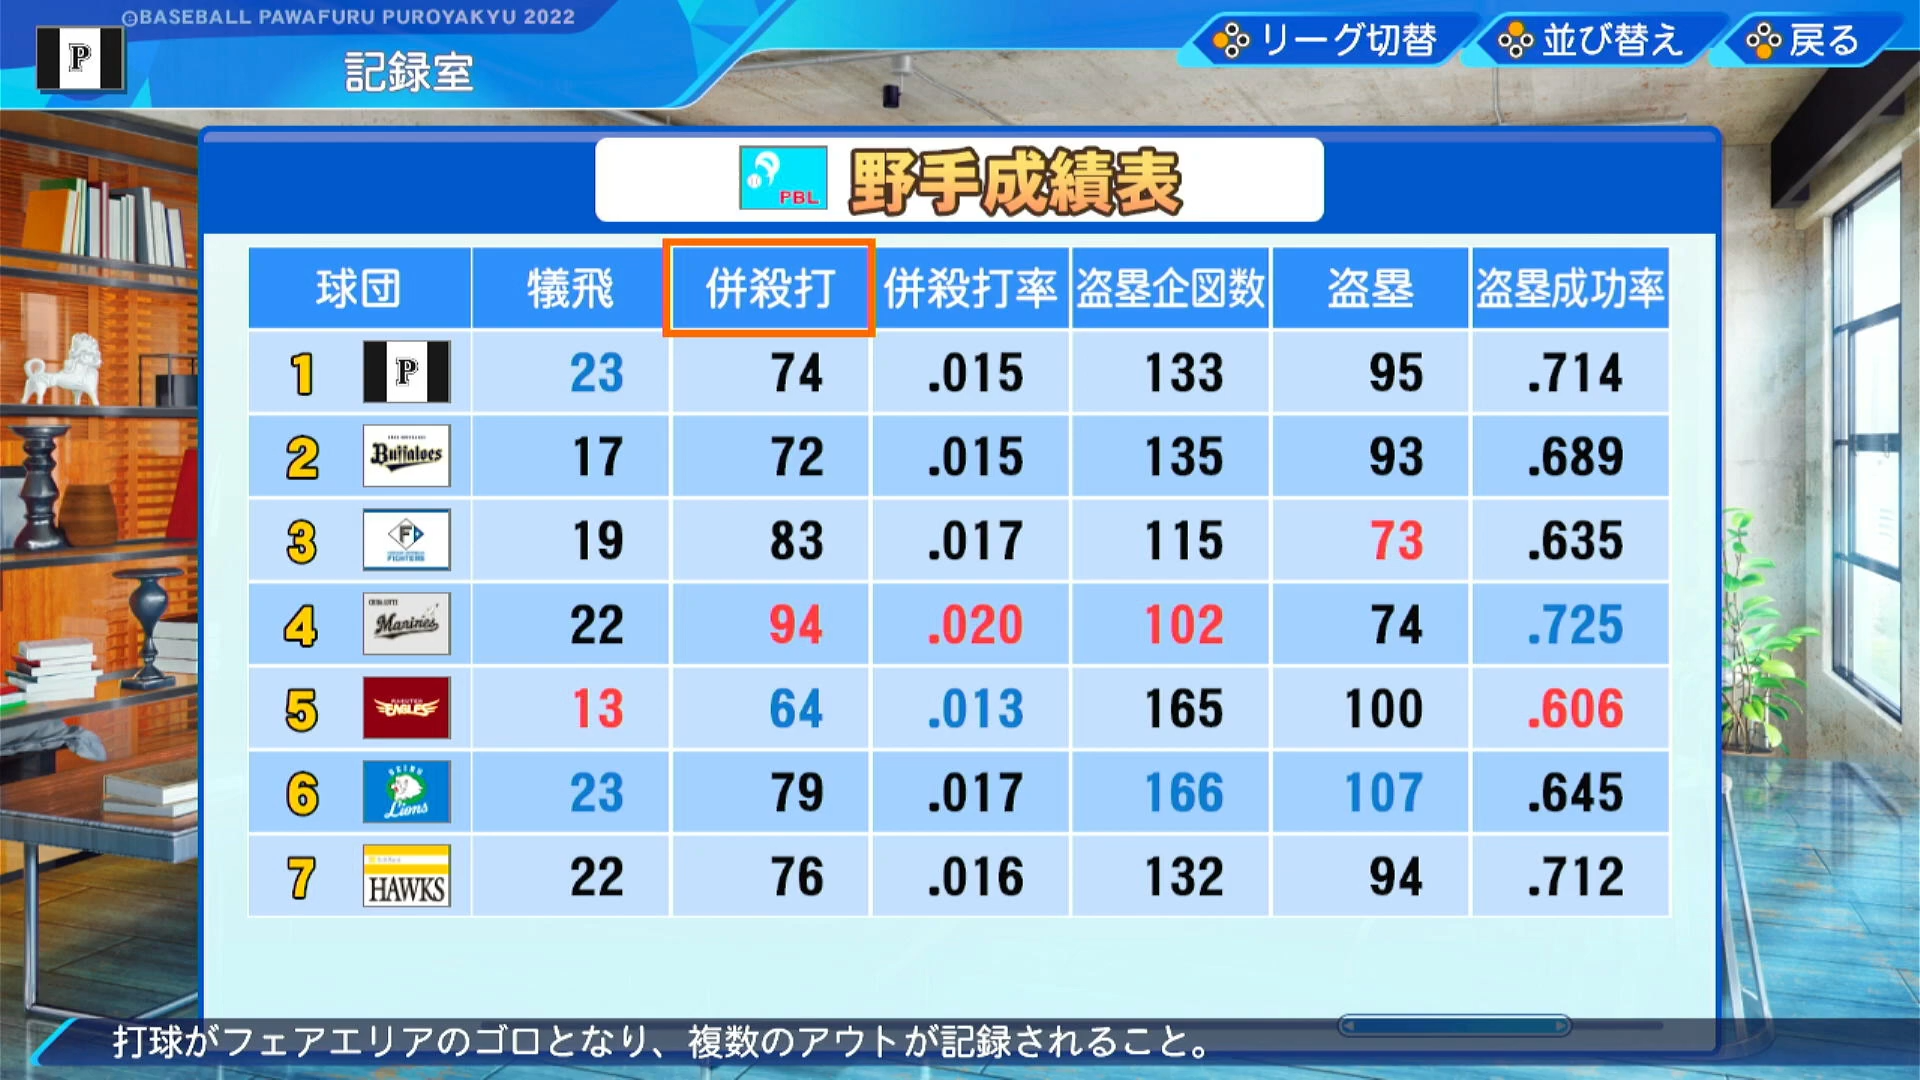 eBASEBALL PAWAFURU PUROYAKYU 2022
P 記録室
リーグ切替 並び替え 戻る
PBL 野手成績表
球団 犠飛 併殺打 併殺打率 盗塁企図数 盗塁 盗塁成功率
1 P 23 74 .015 133 95 .714
2 Buffaloes 17 72 .015 135 93 .689
3 F FIGHTERS 19 83 .017 115 73 .635
4 Marines 22 94 .020 102 74 .725
5 EAGLES 13 64 .013 165 100 .606
6 SEIBU Lions 23 79 .017 166 107 .645
7 HAWKS 22 76 .016 132 94 .712
打球がフェアエリアのゴロとなり、複数のアウトが記録されること。